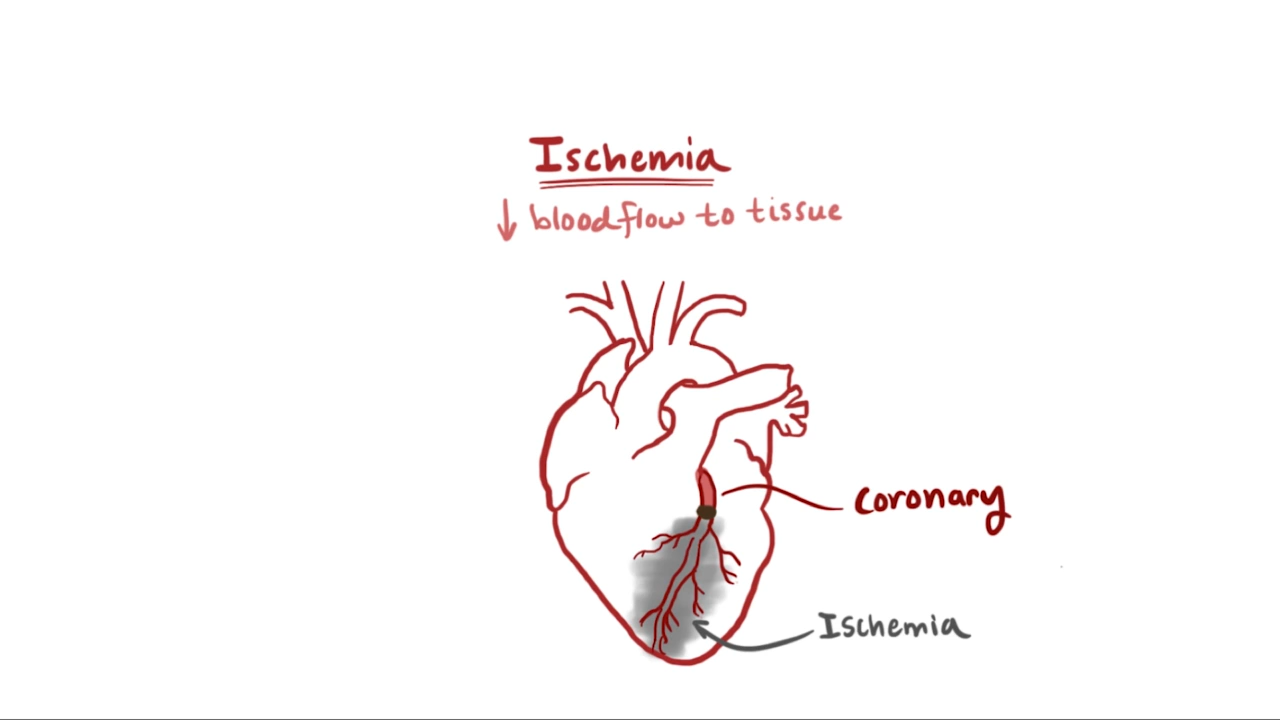 Ischemia
↓ bloodflow to tissue
coronary
Ischemia